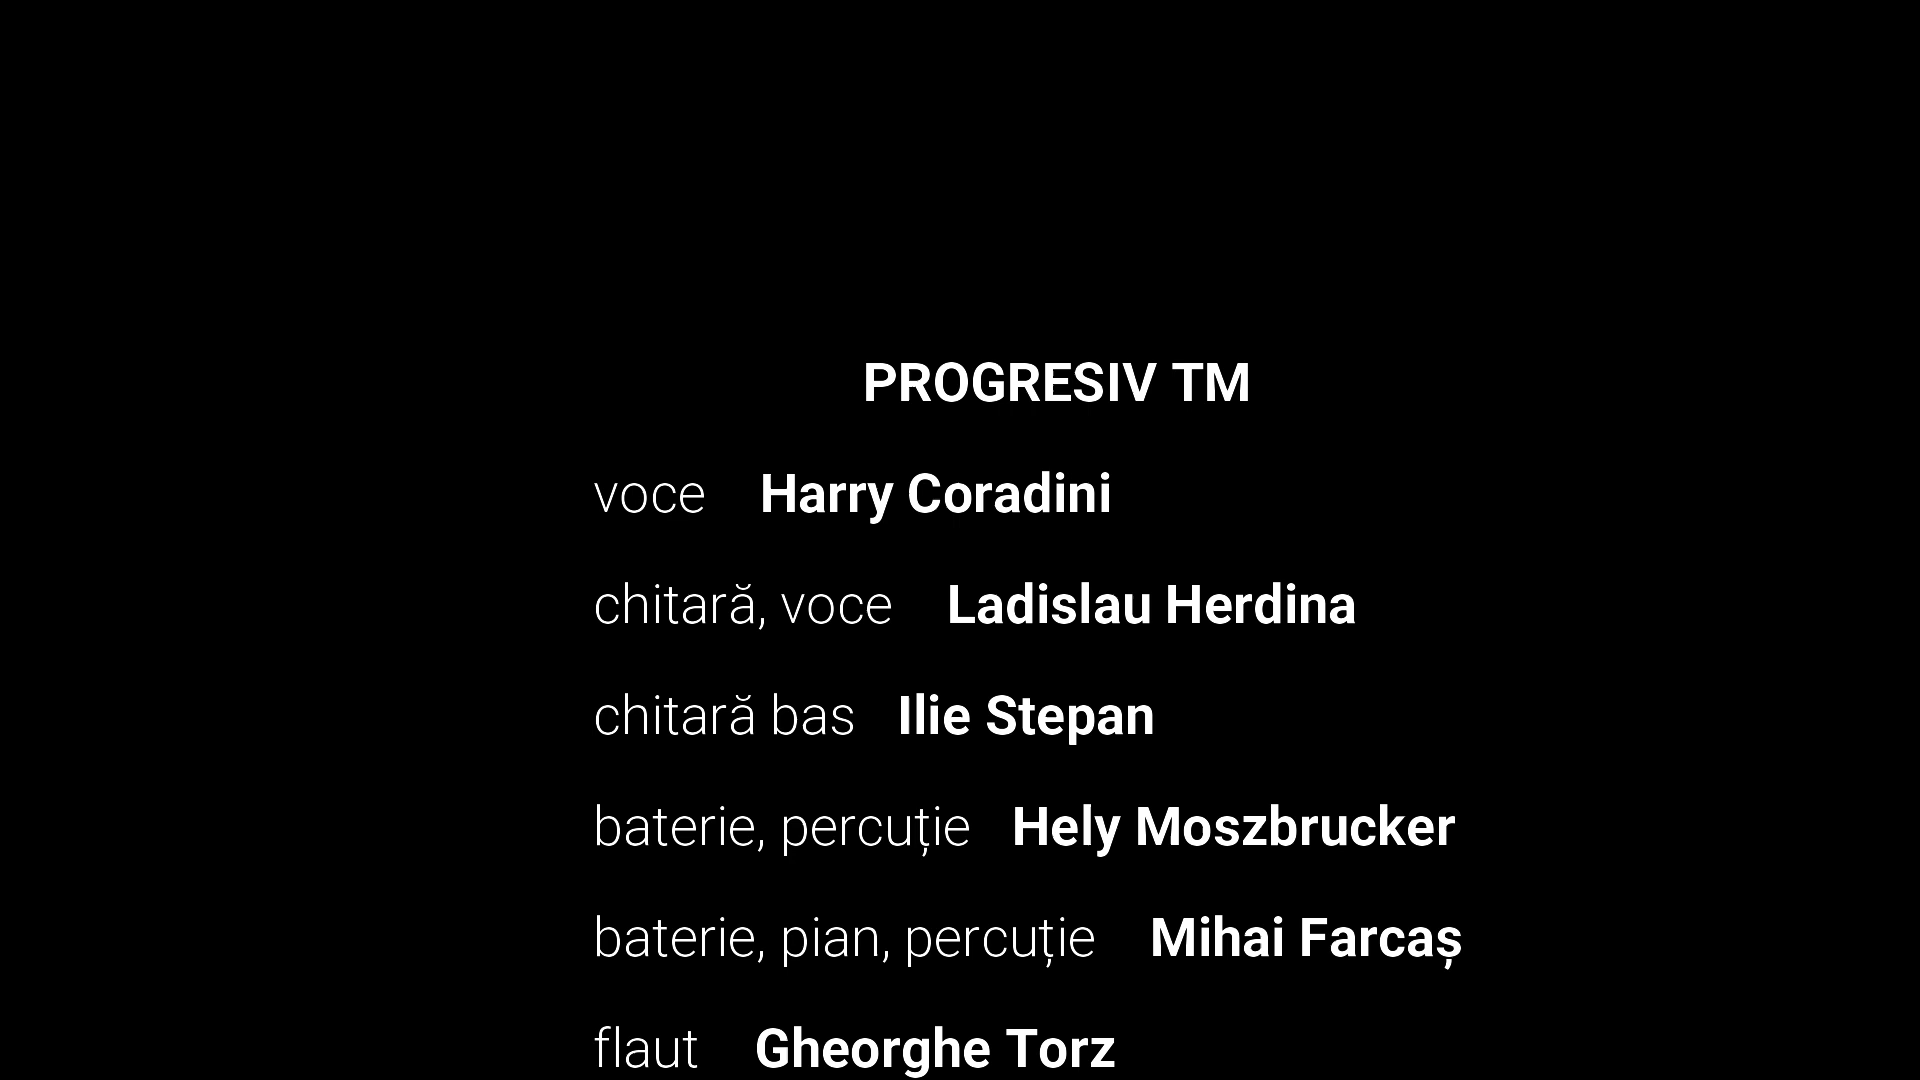 PROGRESIV TM
voce Harry Coradini
chitară, voce Ladislau Herdina
chitară bas Ilie Stepan
baterie, percuție Hely Moszbrucker
baterie, pian, percuție Mihai Farcaș
flaut Gheorghe Torz